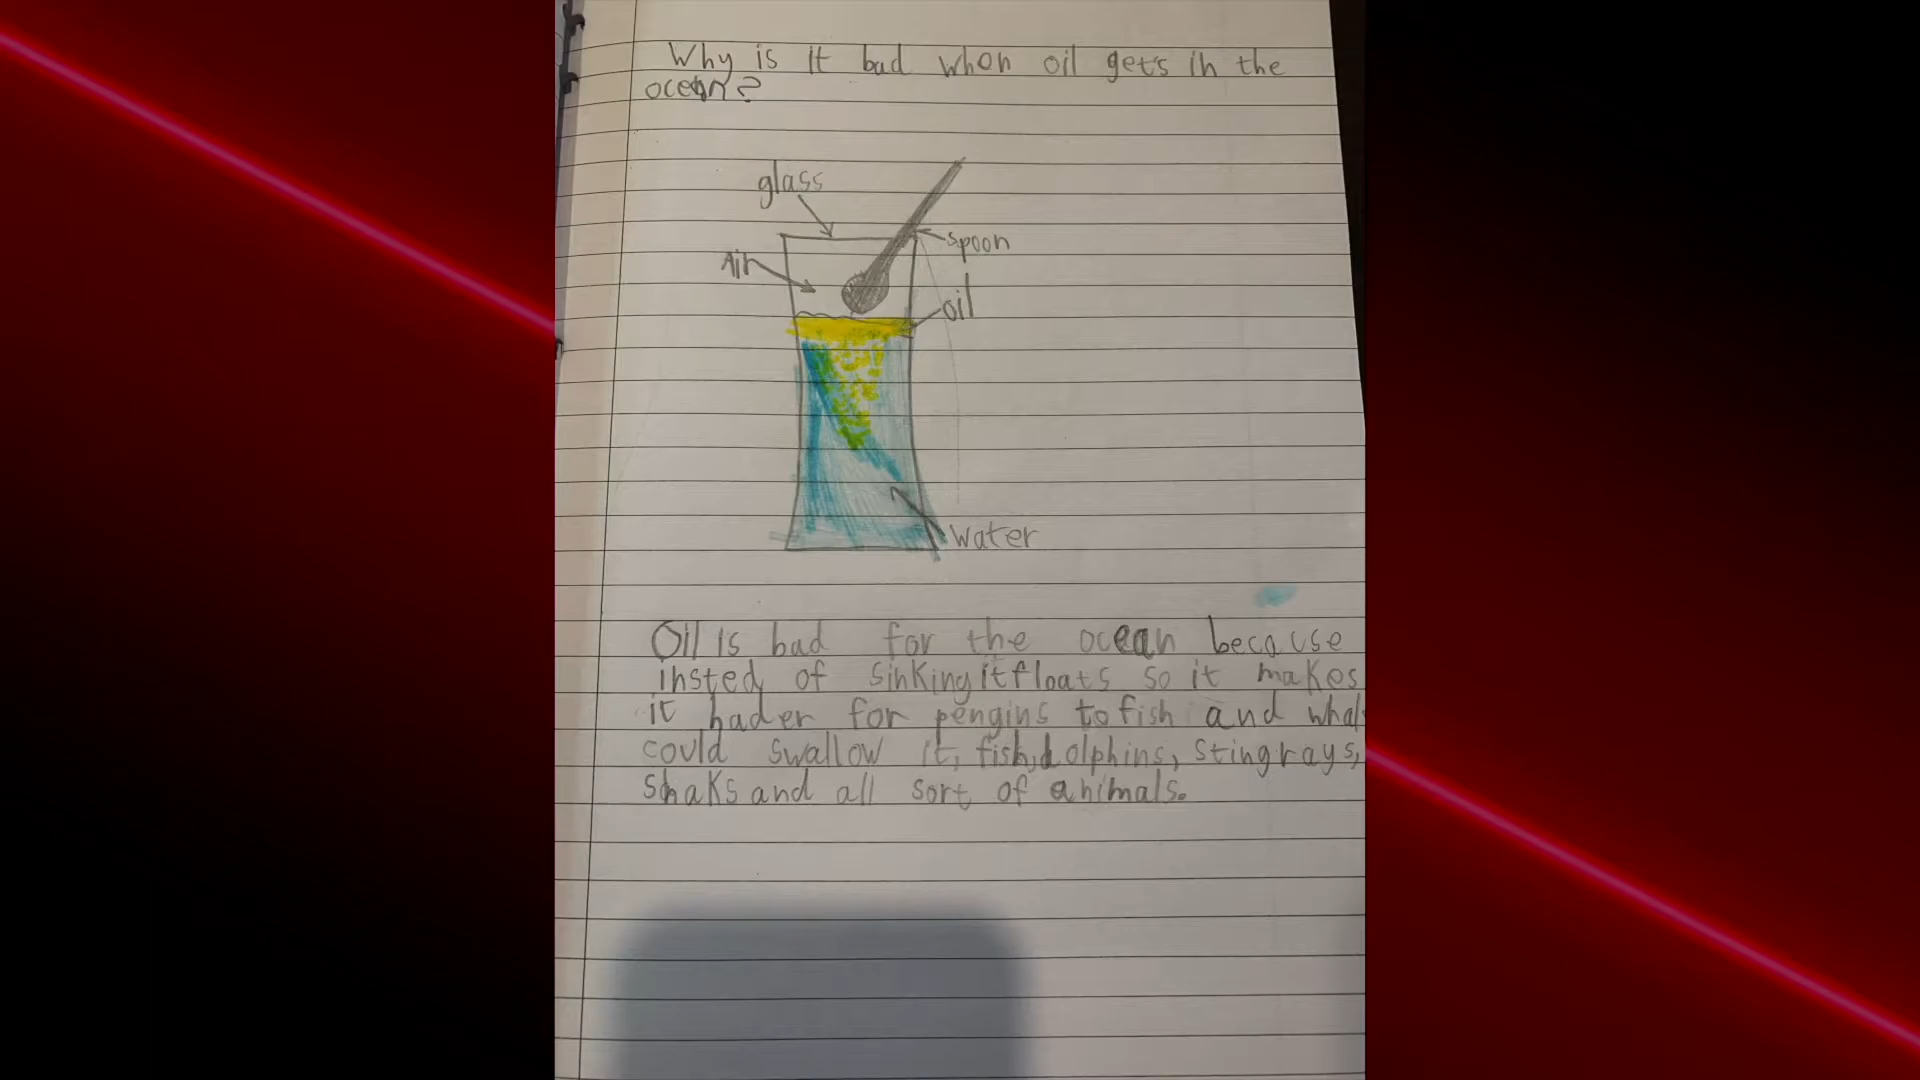 Why is it bad when oil gets in the
ocean?
glass
spoon
Air
oil
water
Oil is bad for the ocean because
insted of sinking it floats so it makes
it hader for pengins to fish and whal
could swallow it, fish, dolphins, stingrays,
shaks and all sort of animals.